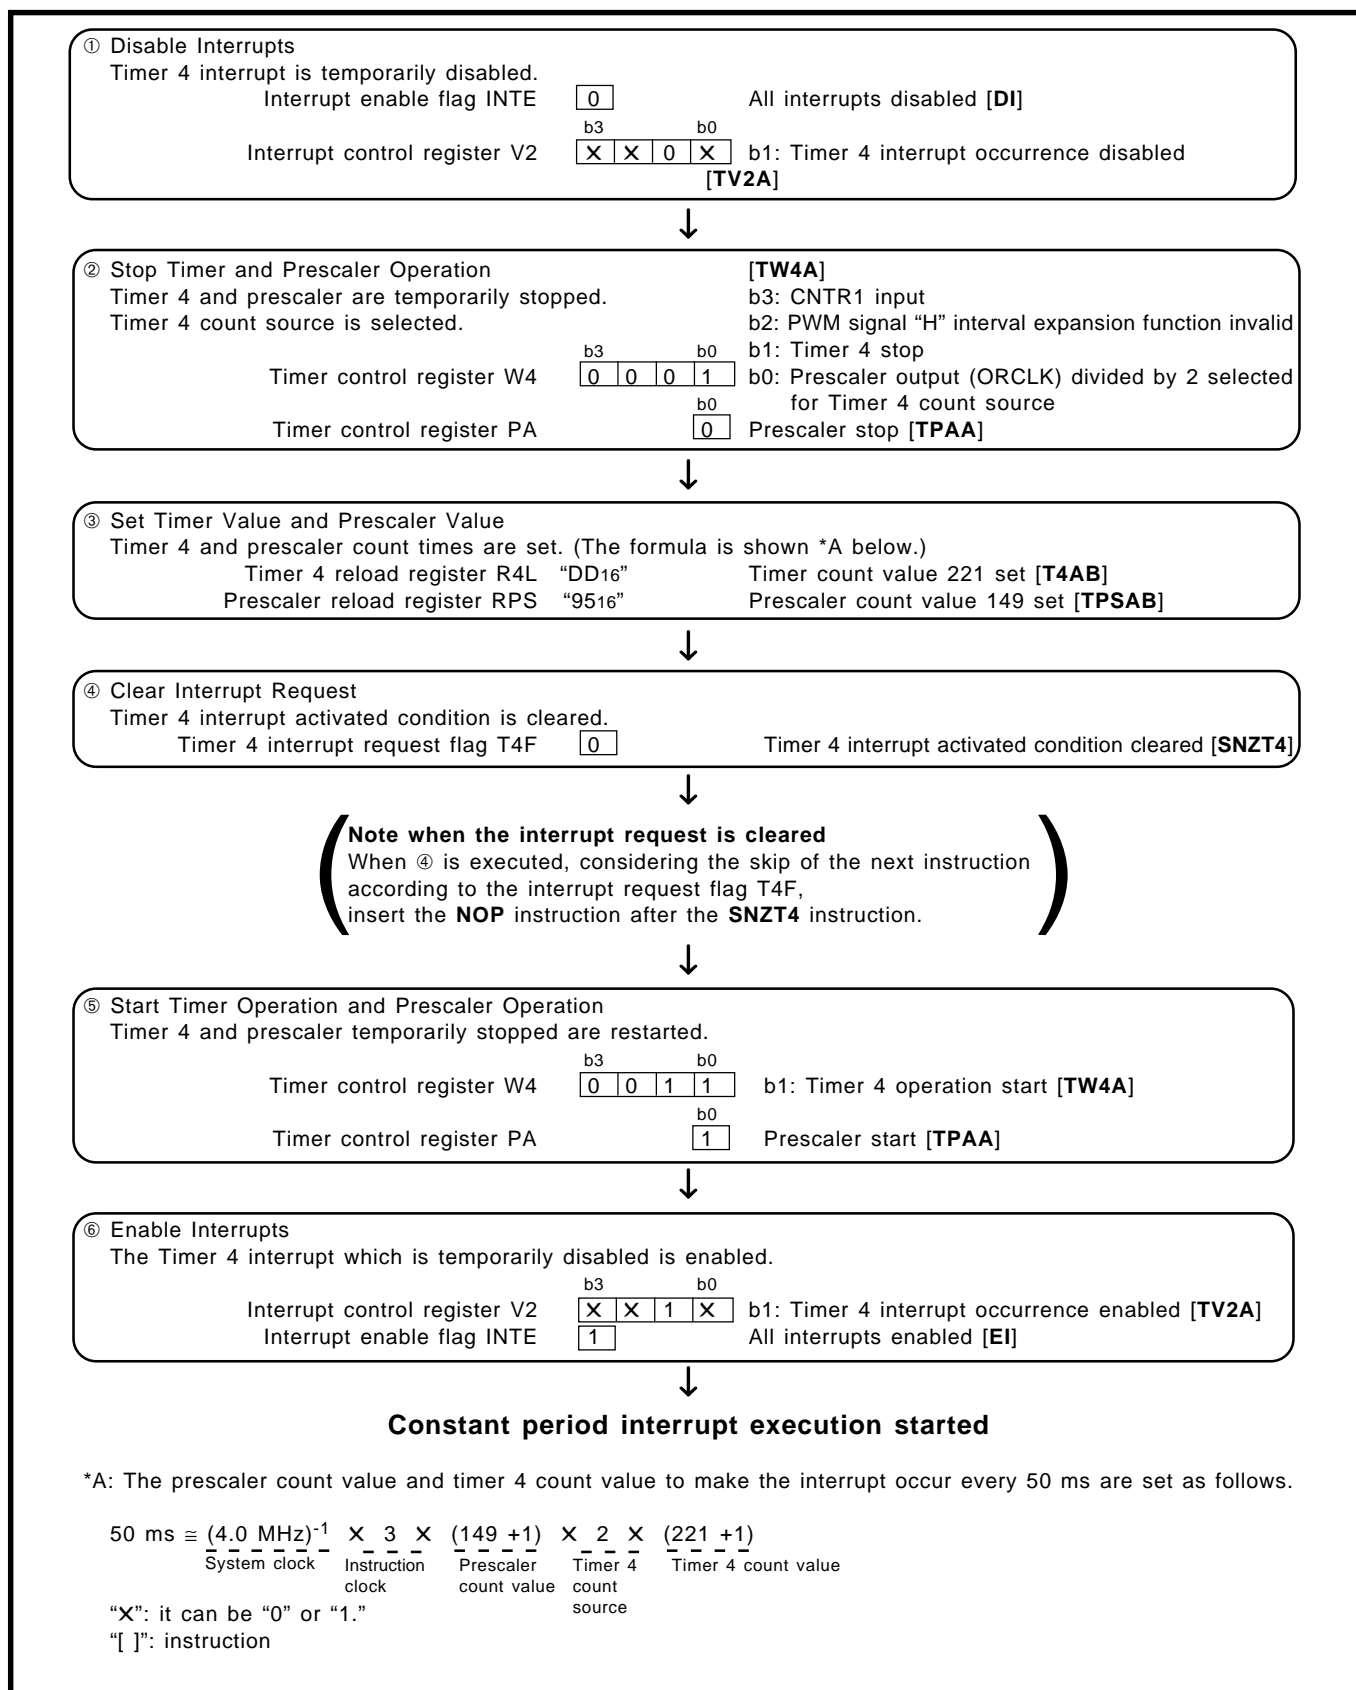 ① Disable Interrupts
Timer 4 interrupt is temporarily disabled.
Interrupt enable flag INTE 0 All interrupts disabled [DI]
b3 b0
Interrupt control register V2 ✕ ✕ 0 ✕ b1: Timer 4 interrupt occurrence disabled
[TV2A]
↓
② Stop Timer and Prescaler Operation [TW4A]
Timer 4 and prescaler are temporarily stopped. b3: CNTR1 input
Timer 4 count source is selected. b2: PWM signal “H” interval expansion function invalid
b3 b0 b1: Timer 4 stop
Timer control register W4 0 0 0 1 b0: Prescaler output (ORCLK) divided by 2 selected
b0 for Timer 4 count source
Timer control register PA 0 Prescaler stop [TPAA]
↓
③ Set Timer Value and Prescaler Value
Timer 4 and prescaler count times are set. (The formula is shown *A below.)
Timer 4 reload register R4L “DD16” Timer count value 221 set [T4AB]
Prescaler reload register RPS “9516” Prescaler count value 149 set [TPSAB]
↓
④ Clear Interrupt Request
Timer 4 interrupt activated condition is cleared.
Timer 4 interrupt request flag T4F 0 Timer 4 interrupt activated condition cleared [SNZT4]
↓
Note when the interrupt request is cleared
When ④ is executed, considering the skip of the next instruction
according to the interrupt request flag T4F,
insert the NOP instruction after the SNZT4 instruction.
↓
⑤ Start Timer Operation and Prescaler Operation
Timer 4 and prescaler temporarily stopped are restarted.
b3 b0
Timer control register W4 0 0 1 1 b1: Timer 4 operation start [TW4A]
b0
Timer control register PA 1 Prescaler start [TPAA]
↓
⑥ Enable Interrupts
The Timer 4 interrupt which is temporarily disabled is enabled.
b3 b0
Interrupt control register V2 ✕ ✕ 1 ✕ b1: Timer 4 interrupt occurrence enabled [TV2A]
Interrupt enable flag INTE 1 All interrupts enabled [EI]
↓
Constant period interrupt execution started
*A: The prescaler count value and timer 4 count value to make the interrupt occur every 50 ms are set as follows.
50 ms ≅ (4.0 MHz)-1 ✕ 3 ✕ (149 +1) ✕ 2 ✕ (221 +1)
System clock Instruction Prescaler Timer 4 Timer 4 count value
clock count value count
source
“✕”: it can be “0” or “1.”
“[ ]”: instruction